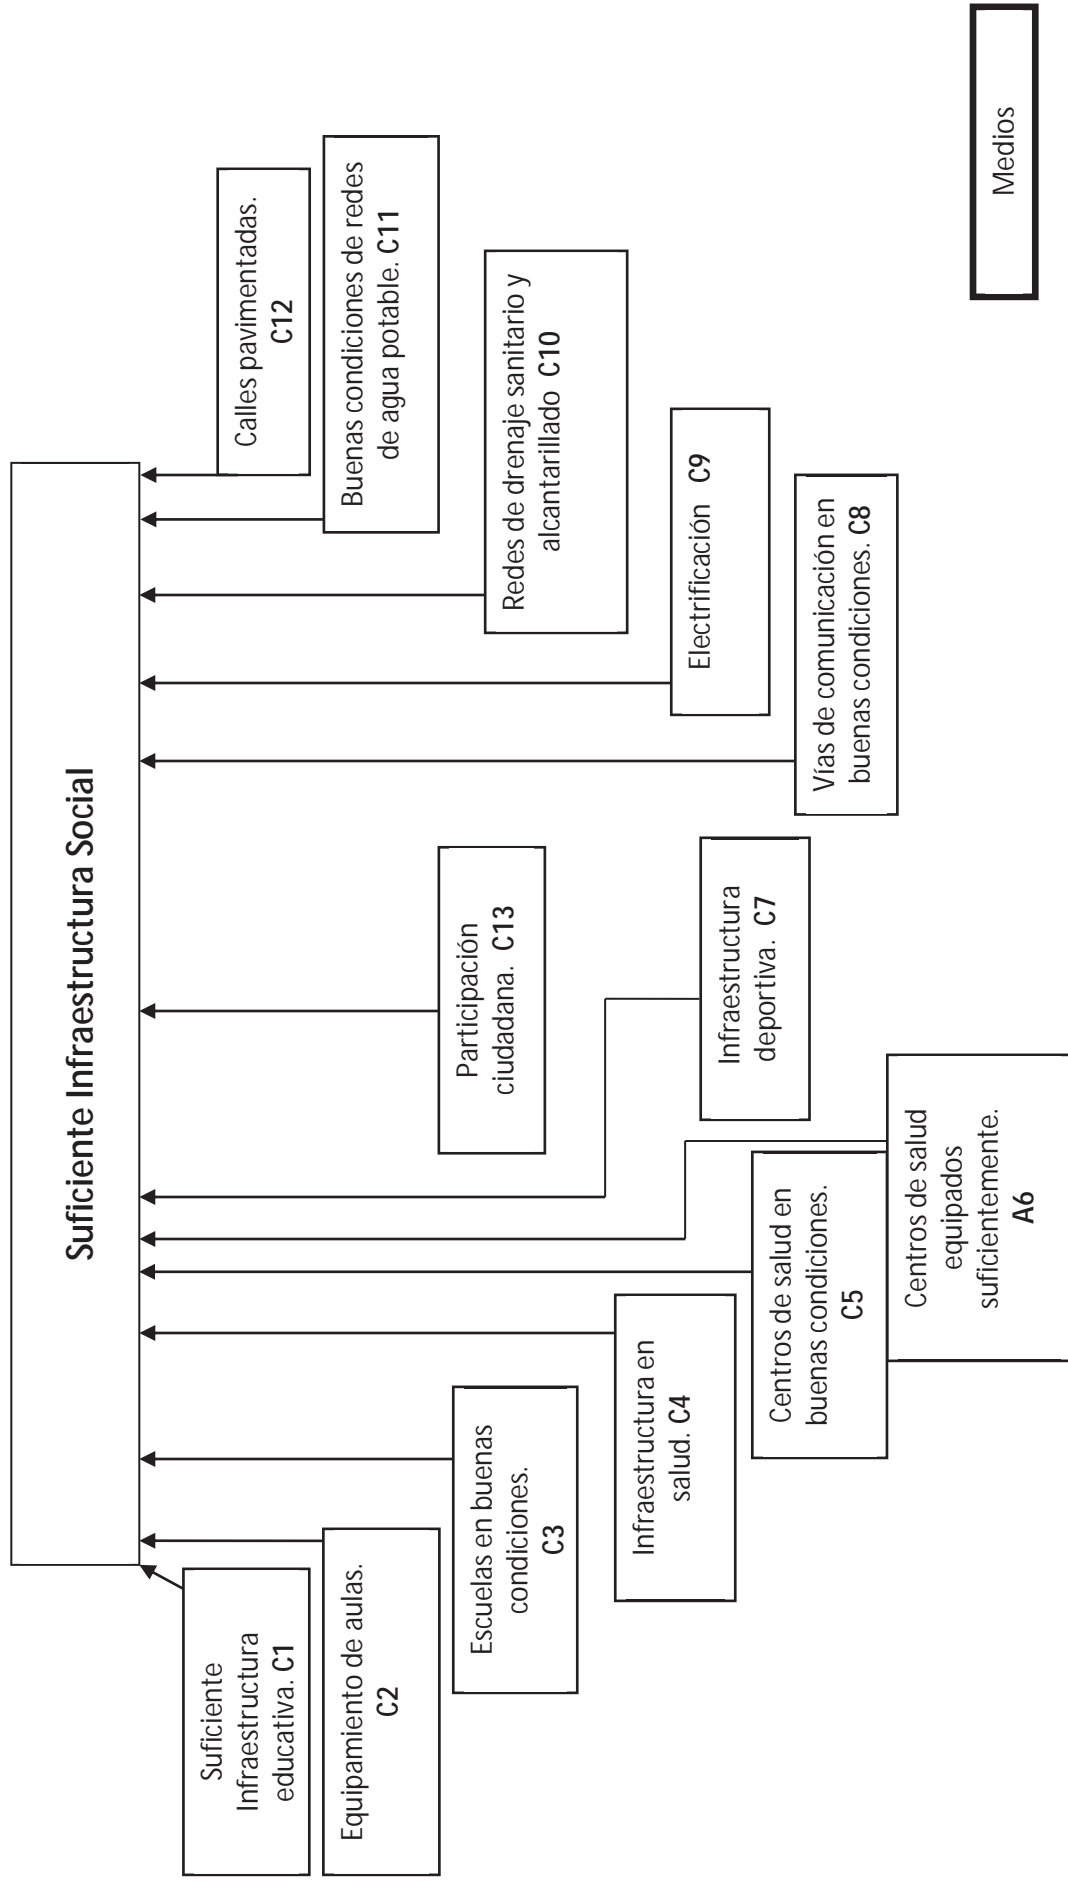 Suficiente Infraestructura Social
Suficiente
Infraestructura
educativa. C1
Equipamiento de aulas.
C2
Escuelas en buenas
condiciones.
C3
Infraestructura en
salud. C4
Centros de salud en
buenas condiciones.
C5
Centros de salud
equipados
suficientemente.
A6
Participación
ciudadana. C13
Infraestructura
deportiva. C7
Vías de comunicación en
buenas condiciones. C8
Electrificación C9
Redes de drenaje sanitario y
alcantarillado C10
Buenas condiciones de redes
de agua potable. C11
Calles pavimentadas.
C12
Medios